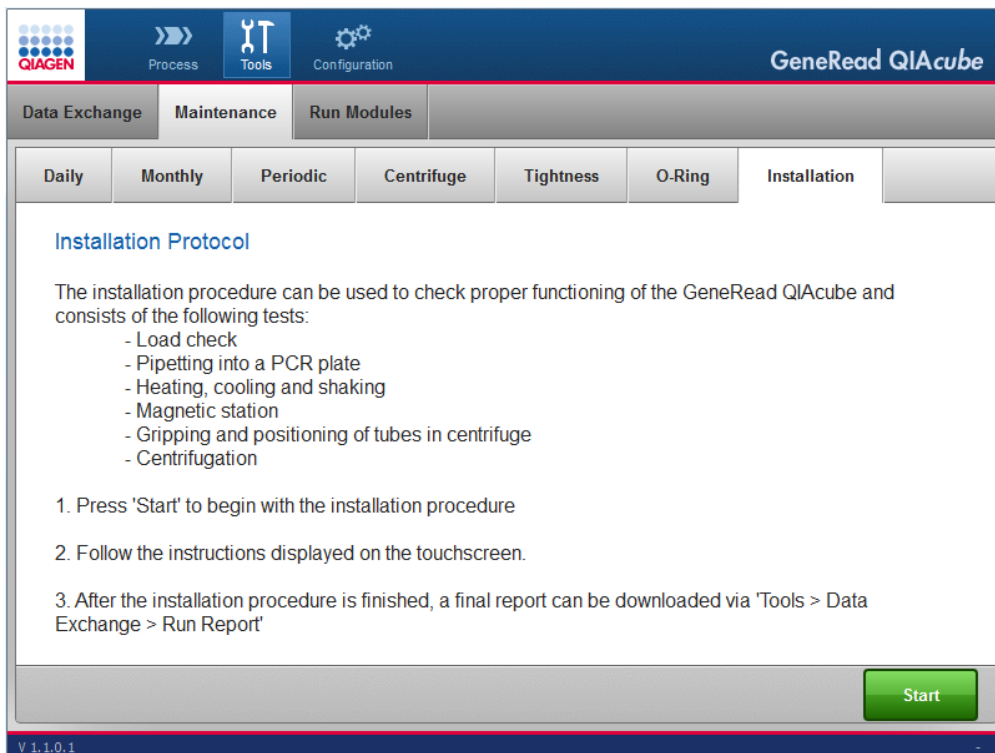 QIAGEN
Process
Tools
Configuration
GeneRead QIAcube
Data Exchange
Maintenance
Run Modules
Daily
Monthly
Periodic
Centrifuge
Tightness
O-Ring
Installation
Installation Protocol
The installation procedure can be used to check proper functioning of the GeneRead QIAcube and
consists of the following tests:
- Load check
- Pipetting into a PCR plate
- Heating, cooling and shaking
- Magnetic station
- Gripping and positioning of tubes in centrifuge
- Centrifugation
1. Press 'Start' to begin with the installation procedure
2. Follow the instructions displayed on the touchscreen.
3. After the installation procedure is finished, a final report can be downloaded via 'Tools > Data
Exchange > Run Report'
Start
V 1.1.0.1
-